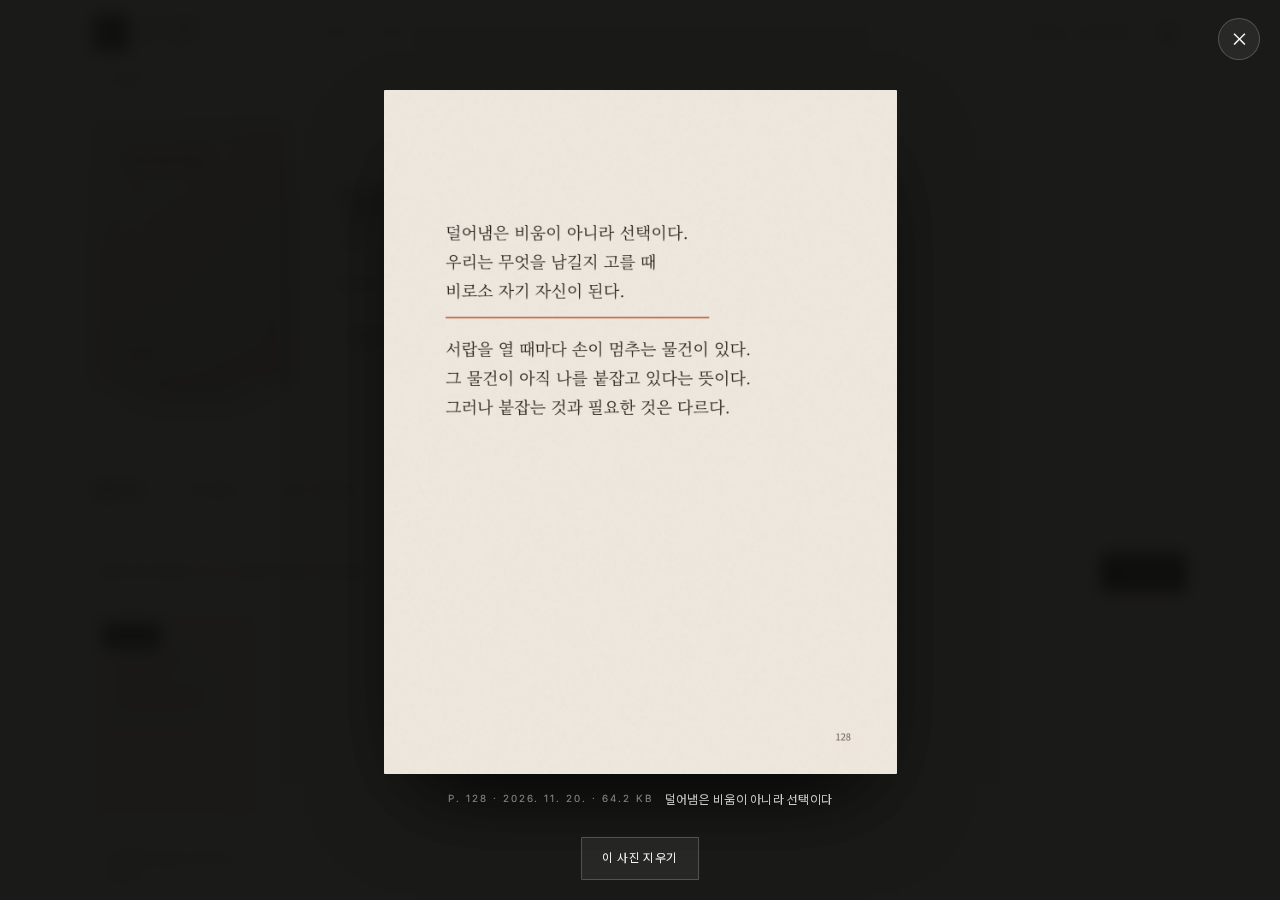 덜어냄은 비움이 아니라 선택이다.
우리는 무엇을 남길지 고를 때
비로소 자기 자신이 된다.
서랍을 열 때마다 손이 멈추는 물건이 있다.
그 물건이 아직 나를 붙잡고 있다는 뜻이다.
그러나 붙잡는 것과 필요한 것은 다르다.
128
P. 128 · 2026. 11. 20. · 64.2 KB 덜어냄은 비움이 아니라 선택이다
이 사진 지우기